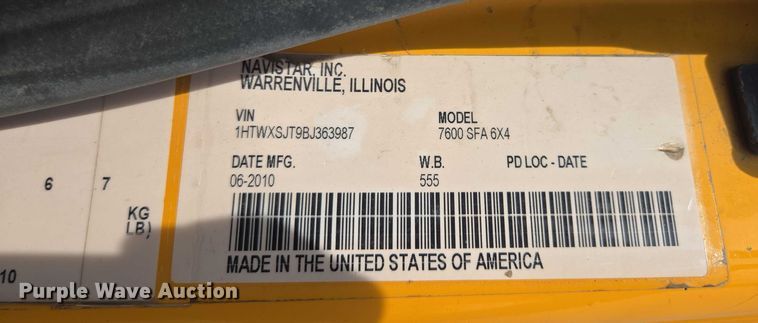 NAVISTAR, INC.
WARRENVILLE, ILLINOIS
VIN MODEL
1HTWXSJT9BJ363987 7600 SFA 6X4
DATE MFG. W.B. PD LOC - DATE
06-2010 555
MADE IN THE UNITED STATES OF AMERICA
6 7
KG
LB)
10
Purple Wave Auction